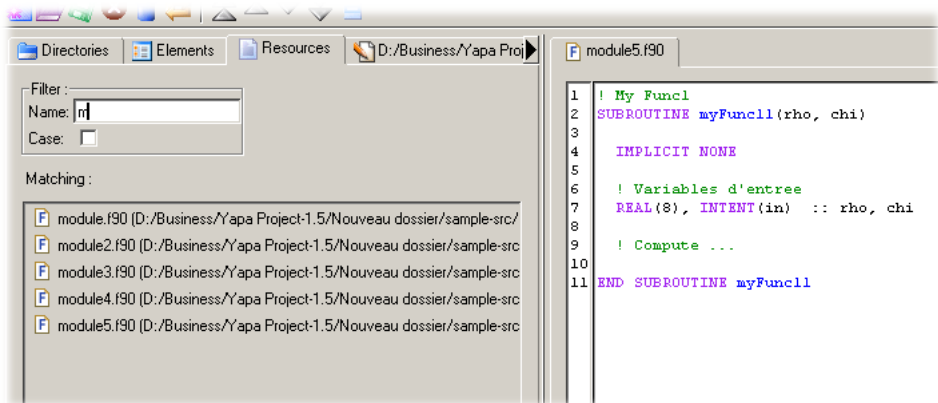 Directories Elements Resources D:/Business/Yapa Proj
Filter :
Name: m
Case:
Matching :
F module.f90 (D:/Business/Yapa Project-1.5/Nouveau dossier/sample-src/
F module2.f90 (D:/Business/Yapa Project-1.5/Nouveau dossier/sample-src
F module3.f90 (D:/Business/Yapa Project-1.5/Nouveau dossier/sample-src
F module4.f90 (D:/Business/Yapa Project-1.5/Nouveau dossier/sample-src
F module5.f90 (D:/Business/Yapa Project-1.5/Nouveau dossier/sample-src
F module5.f90
1 ! My Func1
2 SUBROUTINE myFunc11(rho, chi)
3
4 IMPLICIT NONE
5
6 ! Variables d'entree
7 REAL(8), INTENT(in) :: rho, chi
8
9 ! Compute ...
10
11 END SUBROUTINE myFunc11